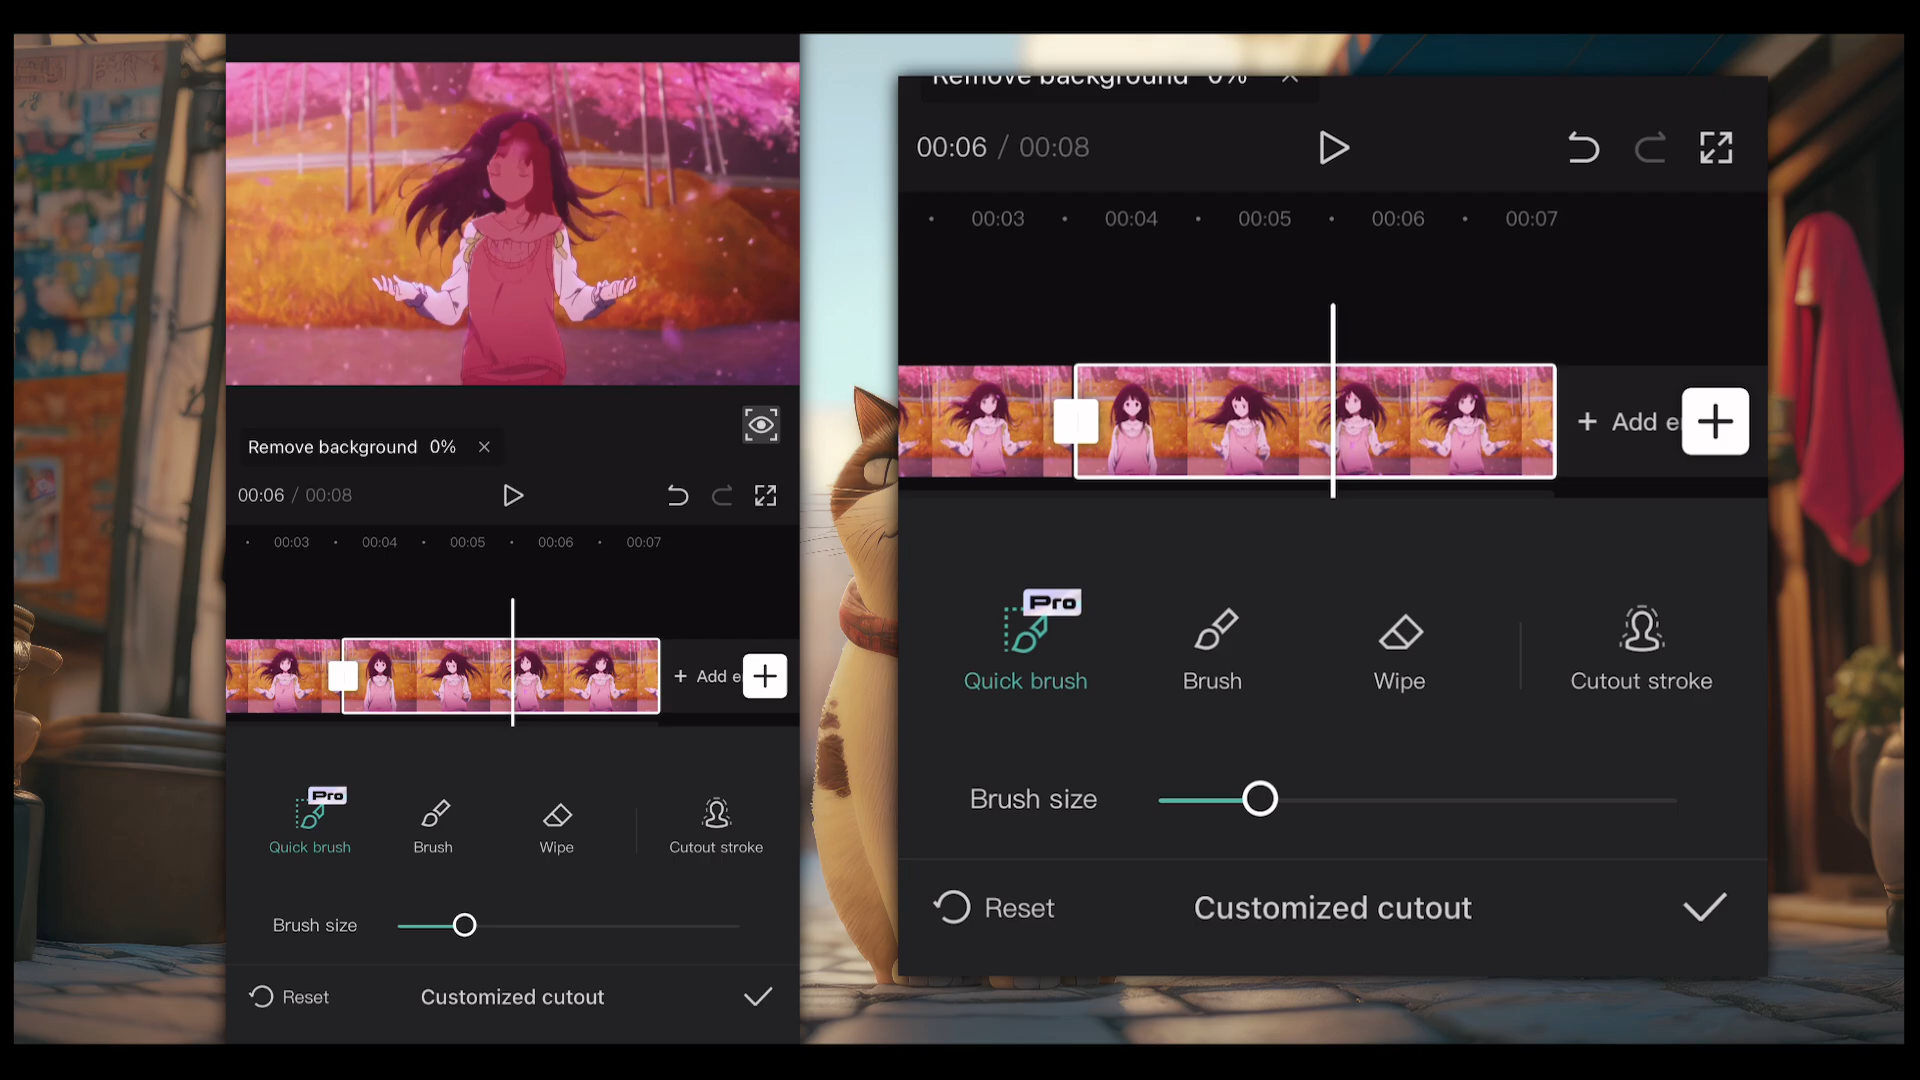 Remove background 0%
00:06 / 00:08
00:03 00:04 00:05 00:06 00:07
+ Add e
Pro
Quick brush Brush Wipe Cutout stroke
Brush size
Reset Customized cutout
Remove background 0%
00:06 / 00:08
00:03 00:04 00:05 00:06 00:07
+ Add e
Pro
Quick brush Brush Wipe Cutout stroke
Brush size
Reset Customized cutout